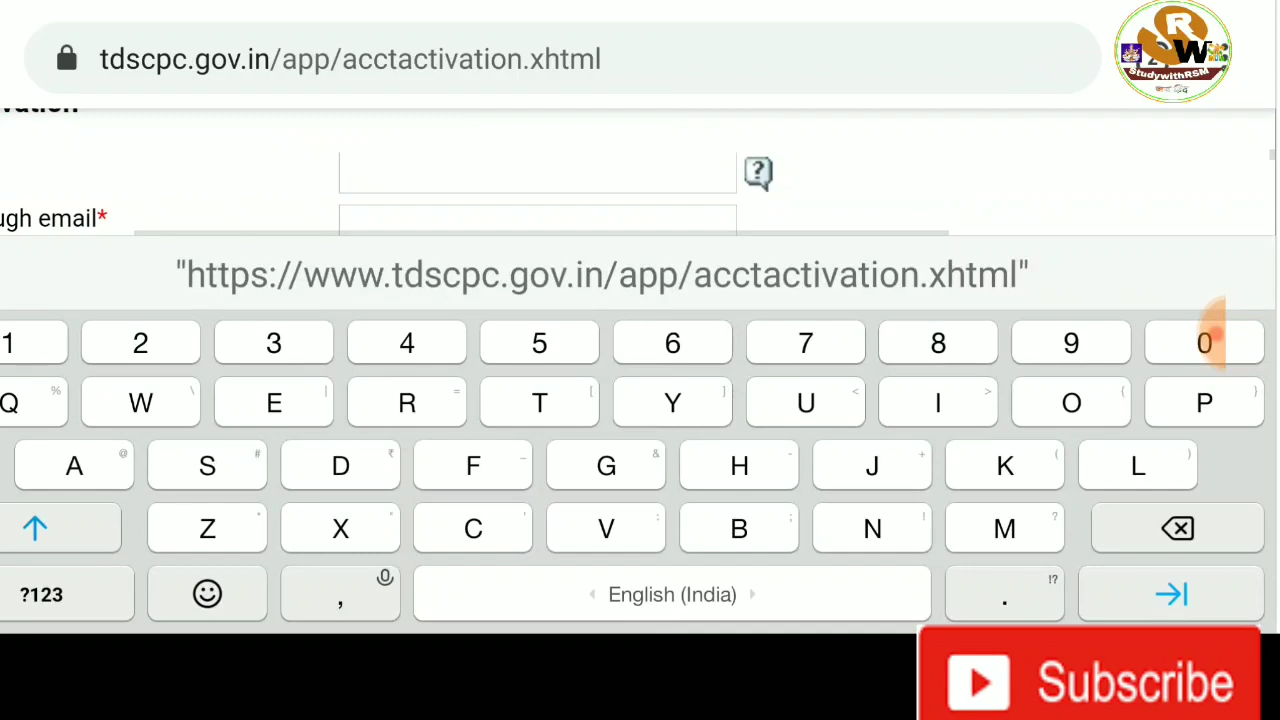 tdscpc.gov.in/app/acctactivation.xhtml
R
W
StudywithRSM
जय हिंद
?
ugh email*
"https://www.tdscpc.gov.in/app/acctactivation.xhtml"
1 2 3 4 5 6 7 8 9 0
Q % W \ E | R = T [ Y ] U < I > O { P }
A @ S # D ₹ F _ G & H - J + K ( L )
Z * X " C ' V : B ; N ! M ?
?123 , English (India) . !?
Subscribe